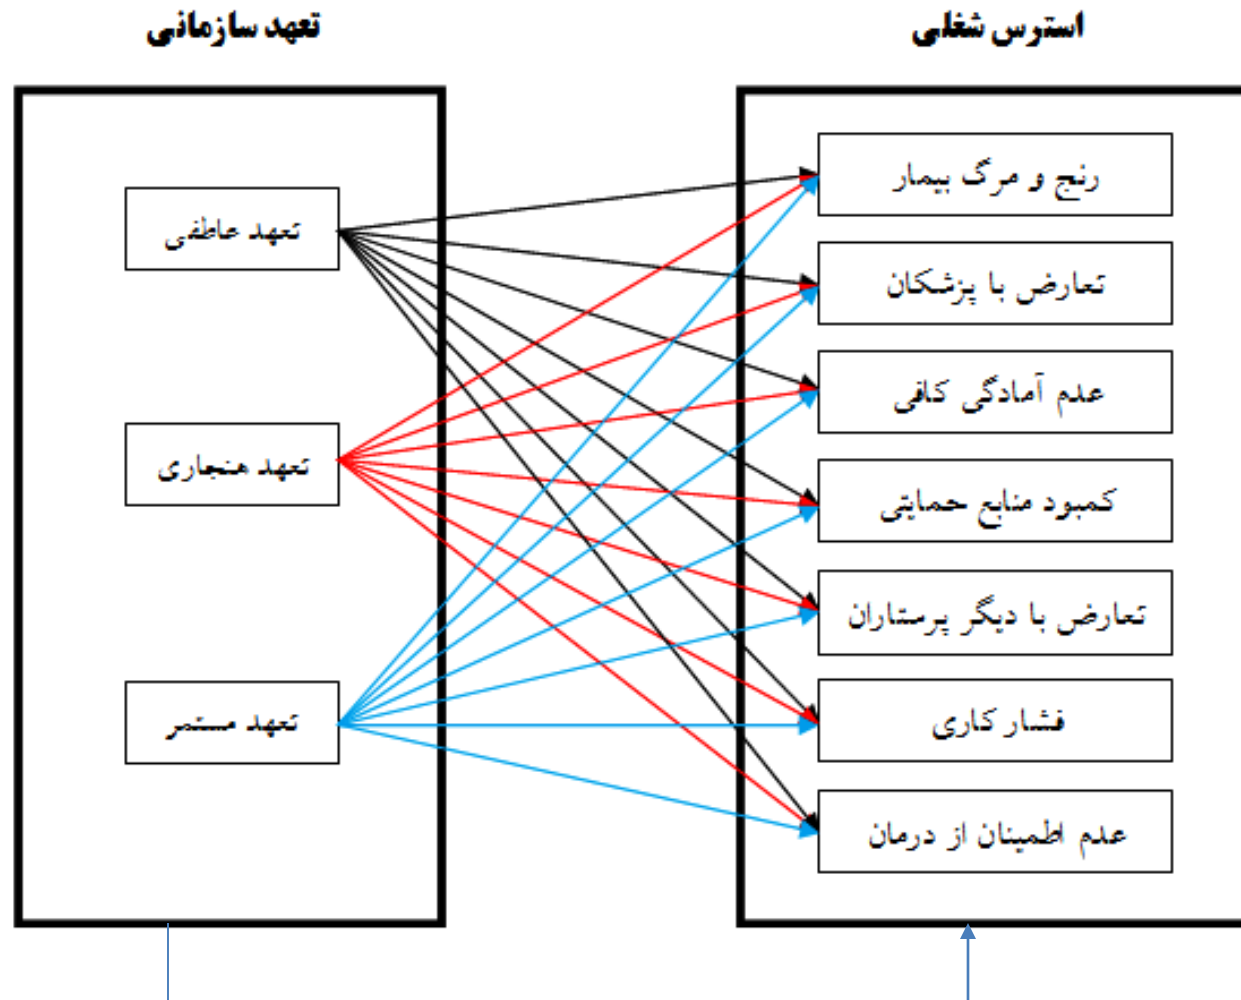 استرس شغلی
تعهد سازمانی
رنج و مرگ بیمار
تعارض با پزشکان
عدم آمادگی کافی
کمبود منابع حمایتی
تعارض با دیگر پرستاران
فشار کاری
عدم اطمینان از درمان
تعهد عاطفی
تعهد هنجاری
تعهد مستمر